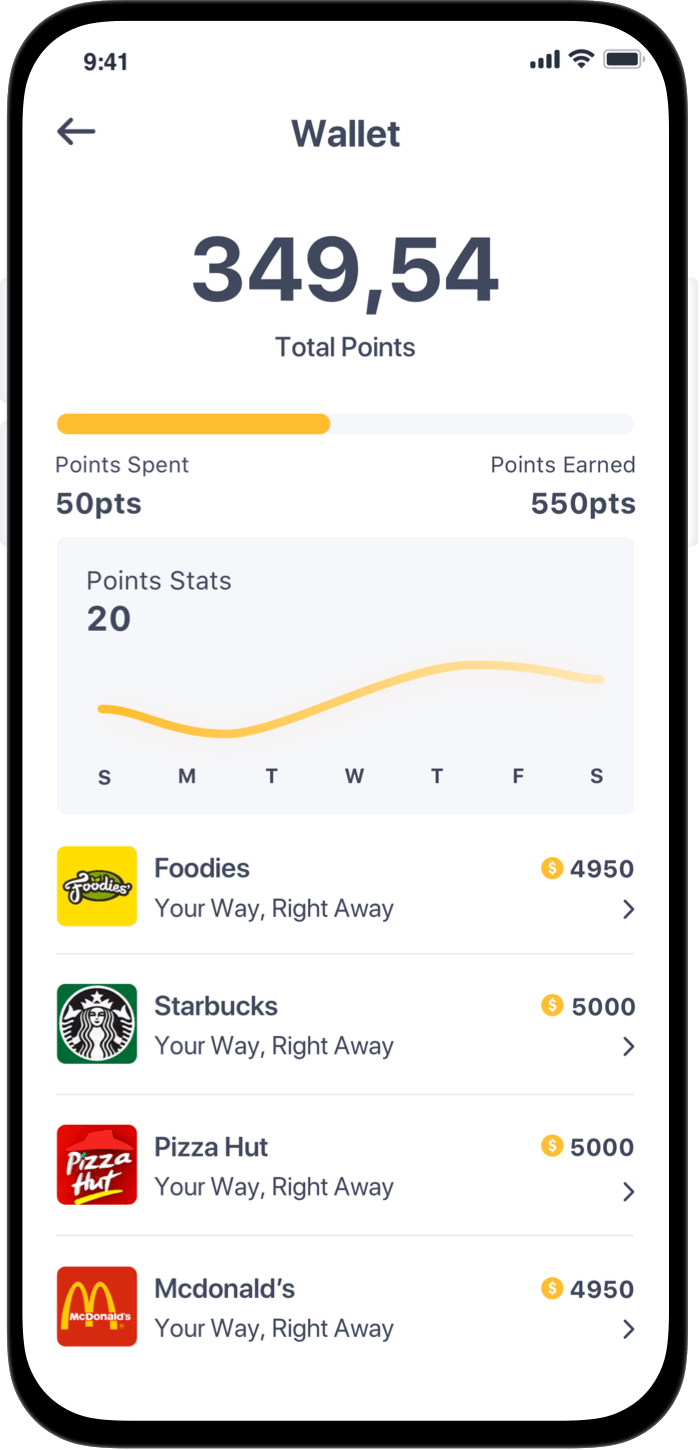 9:41
Wallet
349,54
Total Points
Points Spent
Points Earned
50pts
550pts
Points Stats
20
S M T W T F S
Foodies'
Foodies
4950
Your Way, Right Away
Starbucks
5000
Your Way, Right Away
Pizza
Hut
Pizza Hut
5000
Your Way, Right Away
McDonald's
Mcdonald’s
4950
Your Way, Right Away